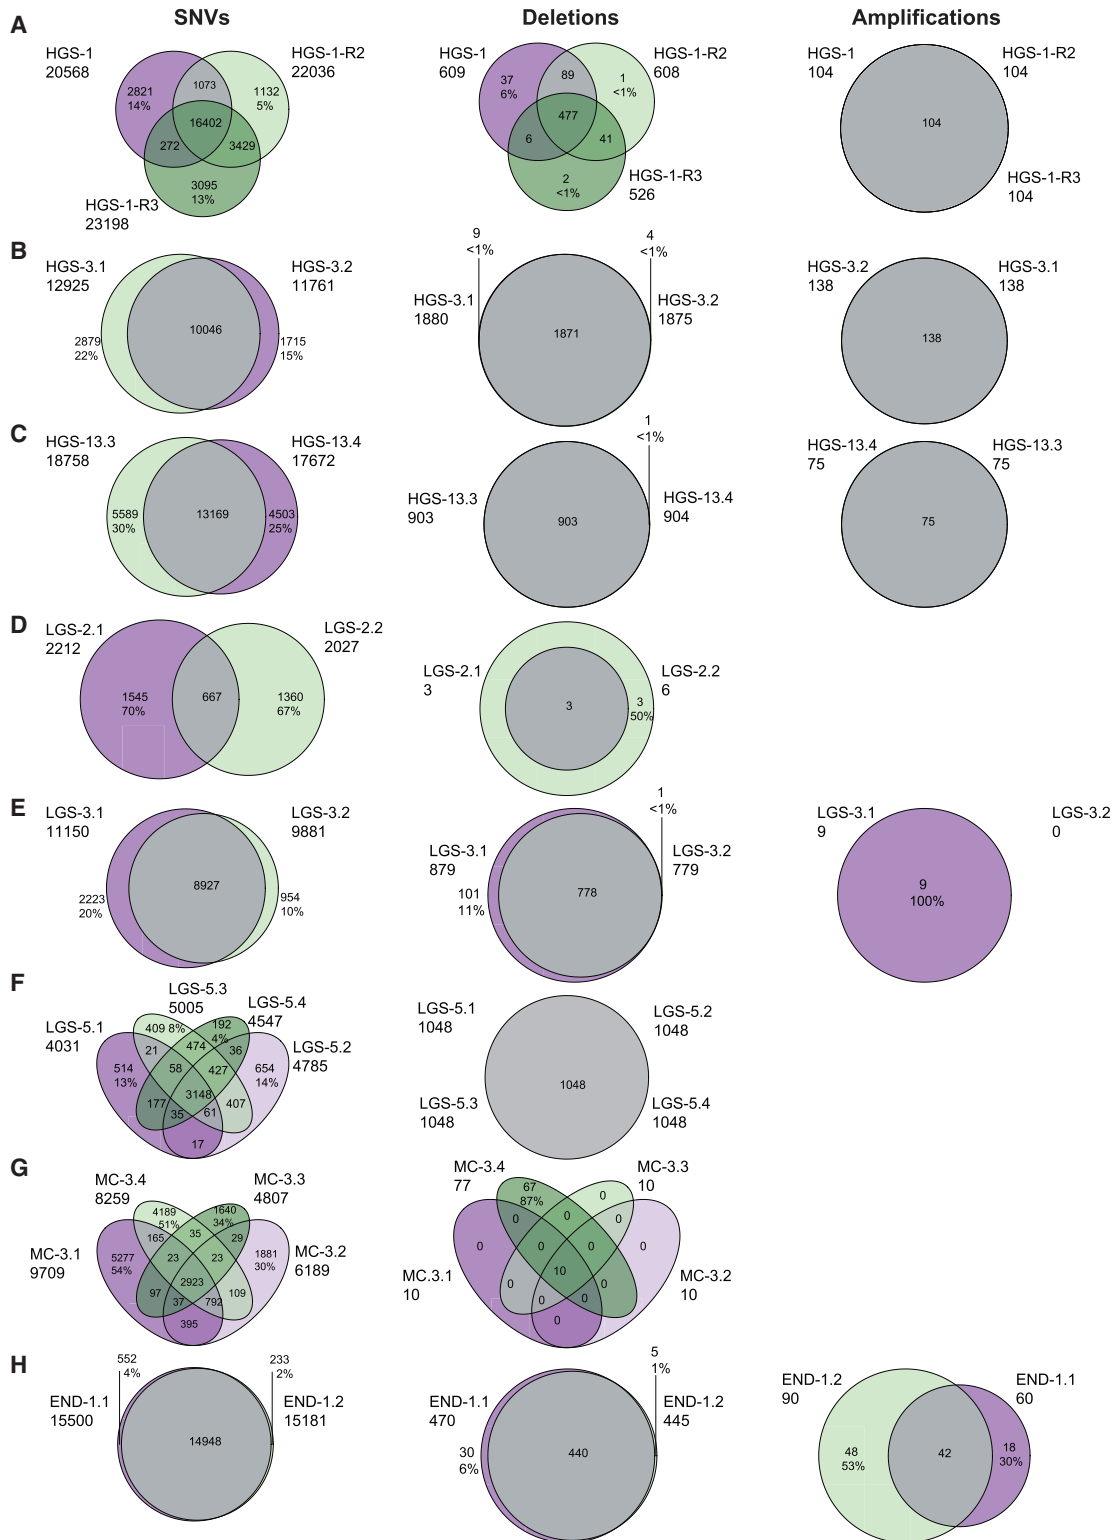 SNVs
Deletions
Amplifications
A
HGS-1
20568
HGS-1-R2
22036
2821
14%
1073
1132
5%
16402
272
3429
3095
13%
HGS-1-R3
23198
HGS-1
609
HGS-1-R2
608
37
6%
89
1
<1%
477
6
41
2
<1%
HGS-1-R3
526
HGS-1
104
HGS-1-R2
104
104
HGS-1-R3
104
B
HGS-3.1
12925
HGS-3.2
11761
10046
2879
22%
1715
15%
9
<1%
4
<1%
HGS-3.1
1880
HGS-3.2
1875
1871
HGS-3.2
138
HGS-3.1
138
138
C
HGS-13.3
18758
HGS-13.4
17672
5589
30%
13169
4503
25%
1
<1%
HGS-13.3
903
HGS-13.4
904
903
HGS-13.4
75
HGS-13.3
75
75
D
LGS-2.1
2212
LGS-2.2
2027
1545
70%
667
1360
67%
LGS-2.1
3
LGS-2.2
6
3
3
50%
E
LGS-3.1
11150
LGS-3.2
9881
8927
2223
20%
954
10%
1
<1%
LGS-3.1
879
LGS-3.2
779
101
11%
778
LGS-3.1
9
LGS-3.2
0
9
100%
F
LGS-5.3
5005
LGS-5.4
4547
LGS-5.1
4031
LGS-5.2
4785
409 8%
192
4%
21
474
36
514
13%
58
427
654
14%
3148
177
35
61
407
17
LGS-5.1
1048
LGS-5.2
1048
1048
LGS-5.3
1048
LGS-5.4
1048
G
MC-3.4
8259
MC-3.3
4807
MC-3.1
9709
MC-3.2
6189
4189
51%
1640
34%
165
35
29
5277
54%
23
23
1881
30%
2923
97
37
792
109
395
MC-3.4
77
MC-3.3
10
MC.3.1
10
MC-3.2
10
67
87%
0
0
0
0
0
0
0
0
10
0
0
0
0
0
H
552
4%
233
2%
END-1.1
15500
END-1.2
15181
14948
5
1%
END-1.1
470
END-1.2
445
30
6%
440
END-1.2
90
END-1.1
60
48
53%
42
18
30%